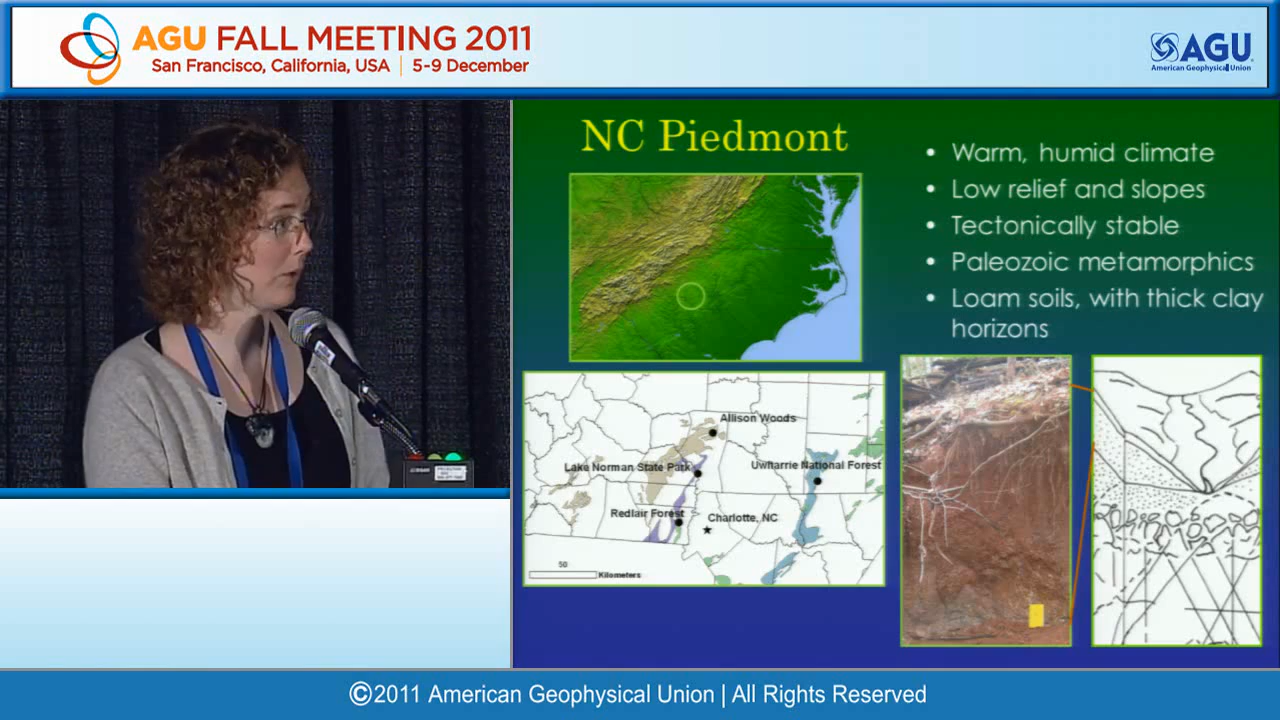 AGU FALL MEETING 2011
San Francisco, California, USA | 5-9 December
AGU
American Geophysical Union
NC Piedmont
• Warm, humid climate
• Low relief and slopes
• Tectonically stable
• Paleozoic metamorphics
• Loam soils, with thick clay
horizons
Allison Woods
Lake Norman State Park
Uwharrie National Forest
Redlair Forest
Charlotte, NC
50
Kilometers
©2011 American Geophysical Union | All Rights Reserved